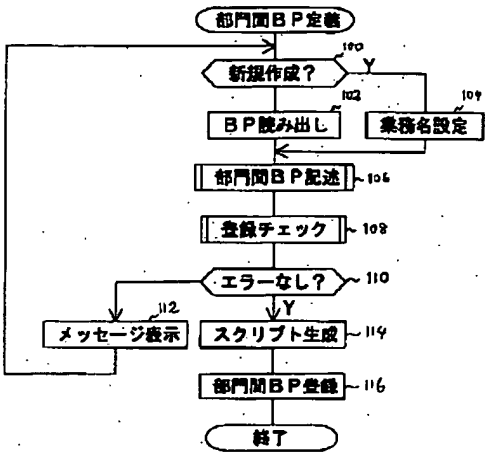 部門間BP定義
100
新規作成?
Y
102
104
BP読み出し
業務名設定
部門間BP記述
106
登録チェック
108
エラーなし?
110
112
Y
メッセージ表示
スクリプト生成
114
部門間BP登録
116
終了